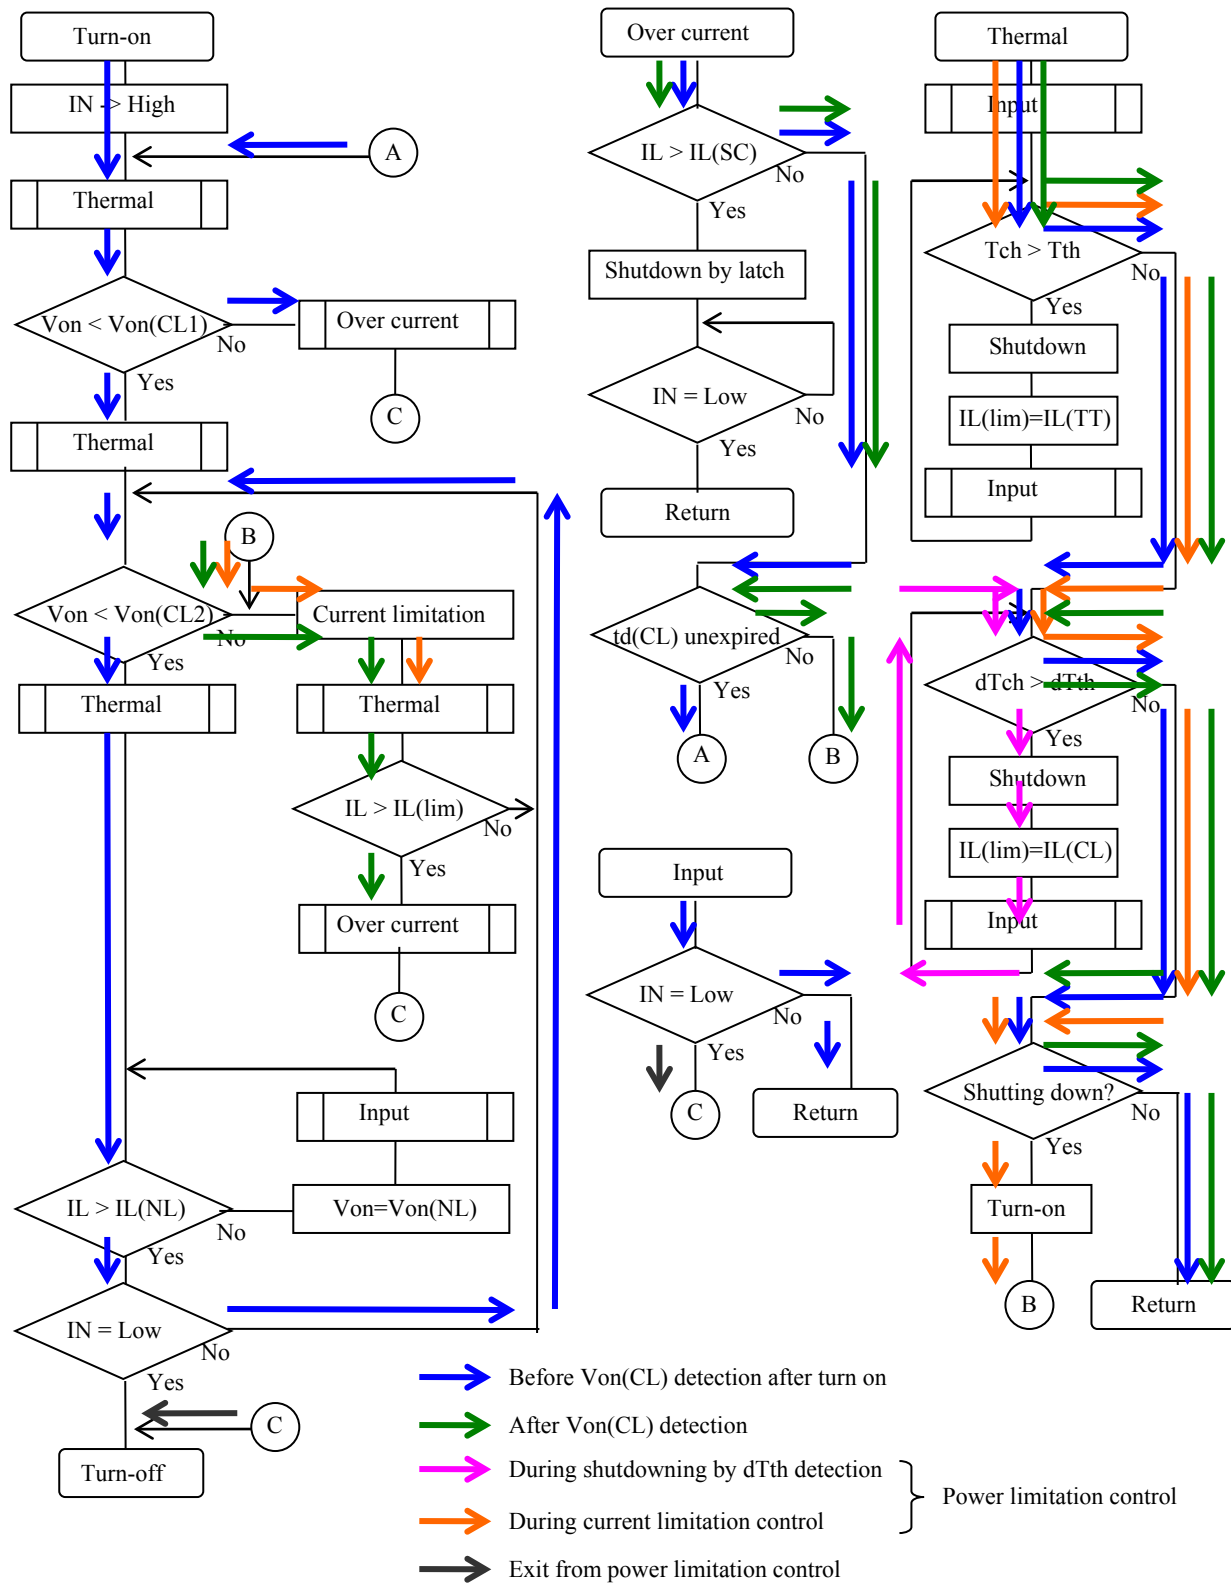 Turn-on
IN -> High
A
Thermal
Von < Von(CL1)
No
Yes
Over current
C
Thermal
B
Von < Von(CL2)
No
Yes
Current limitation
Thermal
Thermal
IL > IL(lim)
No
Yes
Over current
C
Input
Von=Von(NL)
IL > IL(NL)
No
Yes
IN = Low
No
Yes
C
Turn-off
Over current
IL > IL(SC)
No
Yes
Shutdown by latch
IN = Low
No
Yes
Return
td(CL) unexpired
No
Yes
A
B
Input
IN = Low
No
Yes
C
Return
Thermal
Input
Tch > Tth
No
Yes
Shutdown
IL(lim)=IL(TT)
Input
dTch > dTth
No
Yes
Shutdown
IL(lim)=IL(CL)
Input
Shutting down?
No
Yes
Turn-on
B
Return
Before Von(CL) detection after turn on
After Von(CL) detection
During shutdowning by dTth detection
During current limitation control
Power limitation control
Exit from power limitation control